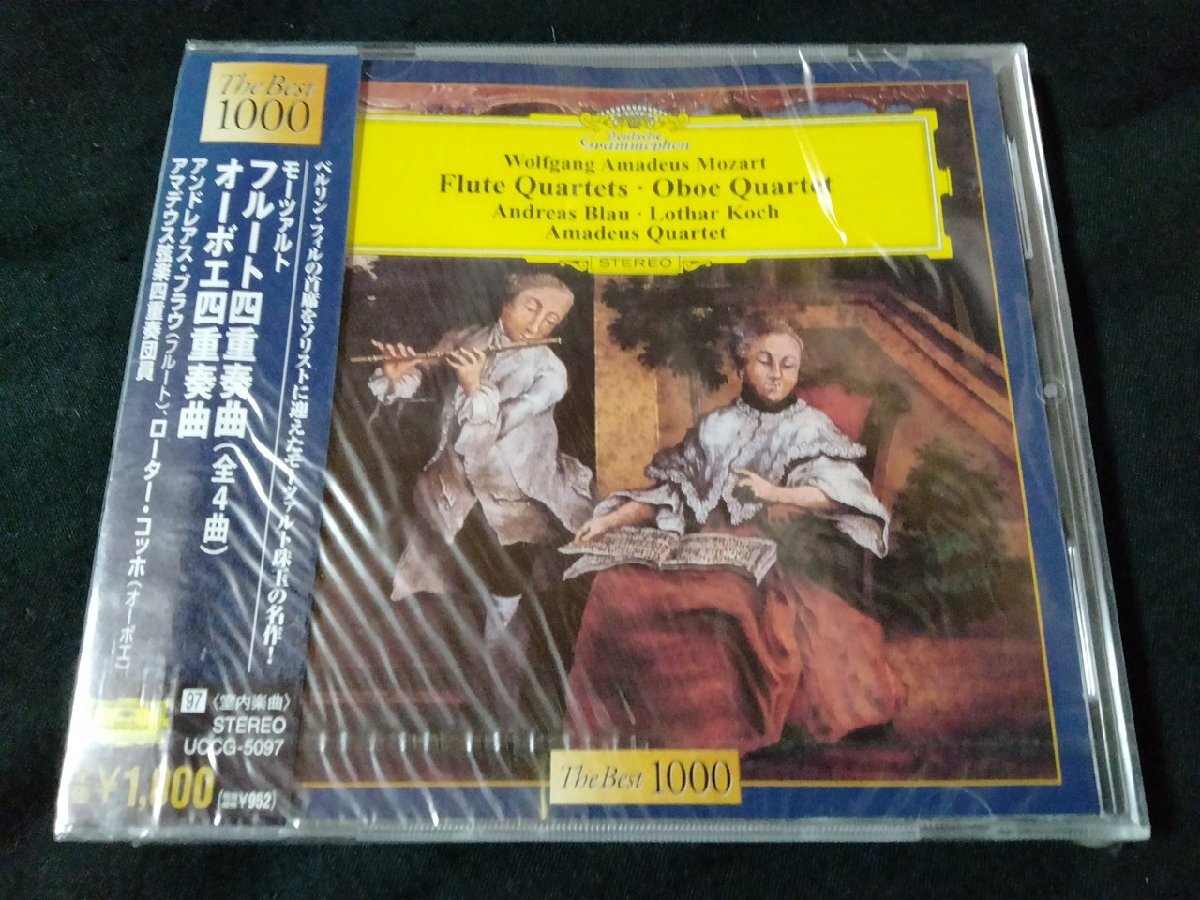 The Best
1000
ベルリン・フィルの首席をソリストに迎えたモーツァルト珠玉の名作!
モーツァルト
フルート四重奏曲(全4曲)
オーボエ四重奏曲
アンドレアス・ブラウ(フルート)、ローター・コッホ(オーボエ)
アマデウス弦楽四重奏団員
97 〈室内楽曲〉
STEREO
UCCG-5097
¥1,000
¥952)
Deutsche
Grammophon
Wolfgang Amadeus Mozart
Flute Quartets · Oboe Quartet
Andreas Blau · Lothar Koch
Amadeus Quartet
STEREO
The Best 1000